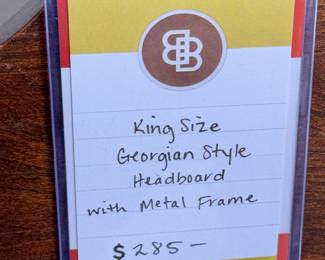 King Size
Georgian Style
Headboard
with Metal Frame
$285—